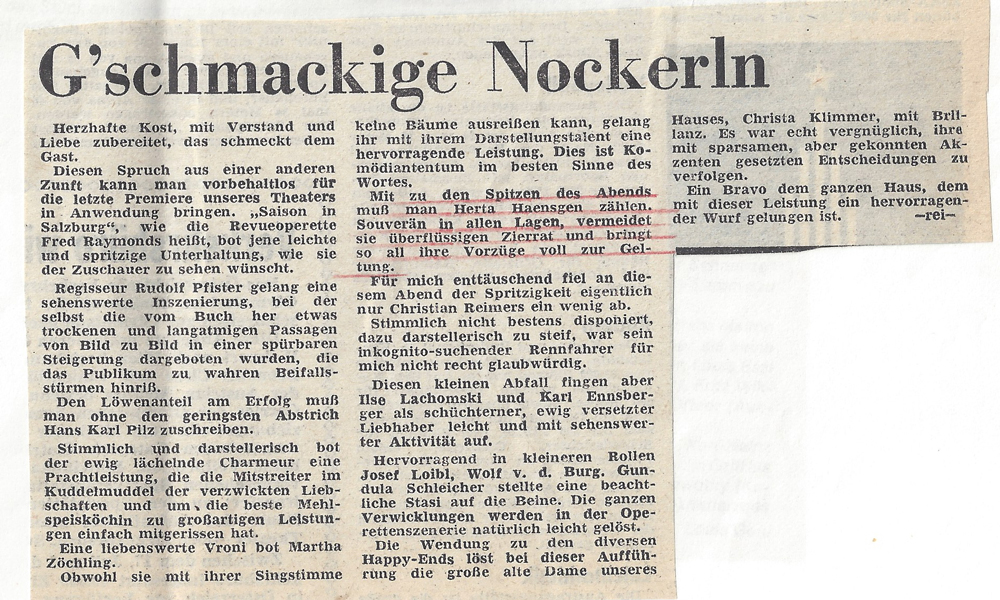 G'schmackige Nockerln
Herzhafte Kost, mit Verstand und
Liebe zubereitet, das schmeckt dem
Gast.
Diesen Spruch aus einer anderen
Zunft kann man vorbehaltlos für
die letzte Premiere unseres Theaters
in Anwendung bringen. „Saison in
Salzburg“, wie die Revueoperette
Fred Raymonds heißt, bot jene leichte
und spritzige Unterhaltung, wie sie
der Zuschauer zu sehen wünscht.
Regisseur Rudolf Pfister gelang eine
sehenswerte Inszenierung, bei der
selbst die vom Buch her etwas
trockenen und langatmigen Passagen
von Bild zu Bild in einer spürbaren
Steigerung dargeboten wurden, die
das Publikum zu wahren Beifalls-
stürmen hinriß.
Den Löwenanteil am Erfolg muß
man ohne den geringsten Abstrich
Hans Karl Pilz zuschreiben.
Stimmlich und darstellerisch bot
der ewig lächelnde Charmeur eine
Prachtleistung, die die Mitstreiter im
Kuddelmuddel der verzwickten Lieb-
schaften und um die beste Mehl-
speisköchin zu großartigen Leistun-
gen einfach mitgerissen hat.
Eine liebenswerte Vroni bot Martha
Zöchling.
Obwohl sie mit ihrer Singstimme
keine Bäume ausreißen kann, gelang
ihr mit ihrem Darstellungstalent eine
hervorragende Leistung. Dies ist Ko-
mödiantentum im besten Sinne des
Wortes.
Mit zu den Spitzen des Abends
muß man Herta Haensgen zählen.
Souverän in allen Lagen, vermeidet
sie überflüssigen Zierrat und bringt
so all ihre Vorzüge voll zur Gel-
tung.
Für mich enttäuschend fiel an die-
sem Abend der Spritzigkeit eigentlich
nur Christian Reimers ein wenig ab.
Stimmlich nicht bestens disponiert,
dazu darstellerisch zu steif, war sein
inkognito-suchender Rennfahrer für
mich nicht recht glaubwürdig.
Diesen kleinen Abfall fingen aber
Ilse Lachomski und Karl Ennsber-
ger als schüchterner, ewig versetzter
Liebhaber leicht und mit sehenswer-
ter Aktivität auf.
Hervorragend in kleineren Rollen
Josef Loibl, Wolf v. d. Burg. Gun-
dula Schleicher stellte eine beacht-
liche Stasi auf die Beine. Die ganzen
Verwicklungen werden in der Ope-
rettenszenerie natürlich leicht gelöst.
Die Wendung zu den diversen
Happy-Ends löst bei dieser Auffüh-
rung die große alte Dame unseres
Hauses, Christa Klimmer, mit Bril-
lanz. Es war echt vergnüglich, ihre
mit sparsamen, aber gekonnten Ak-
zenten gesetzten Entscheidungen zu
verfolgen.
Ein Bravo dem ganzen Haus, dem
mit dieser Leistung ein hervorragen-
der Wurf gelungen ist. —rei—